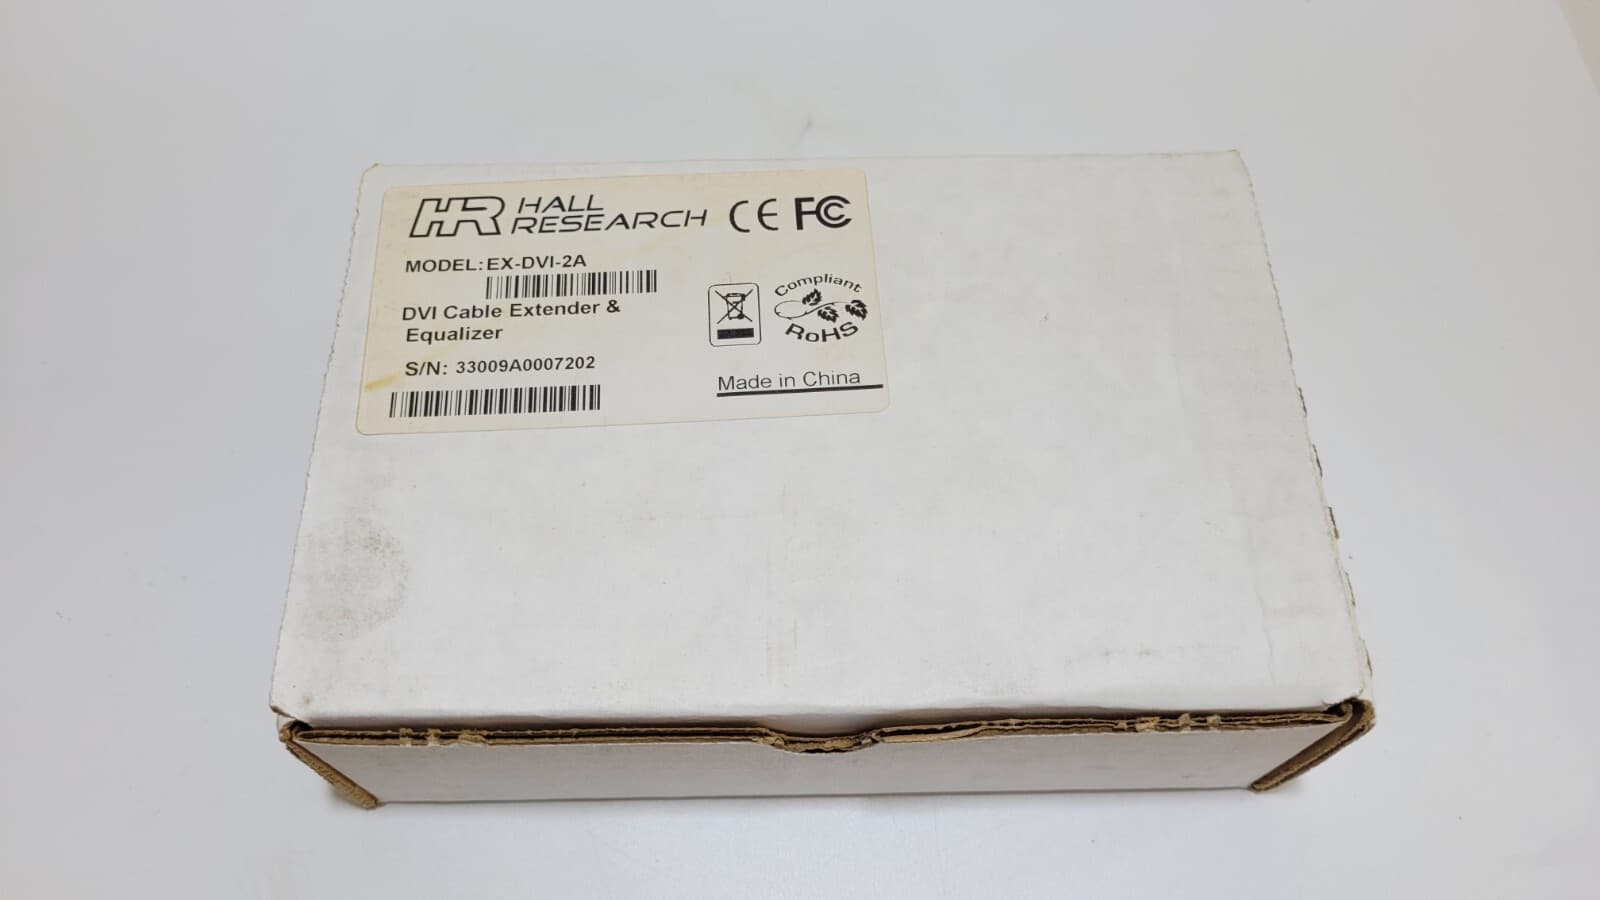 HR HALL RESEARCH CE FC
MODEL: EX-DVI-2A
DVI Cable Extender &
Equalizer
S/N: 33009A0007202
Compliant
RoHS
Made in China